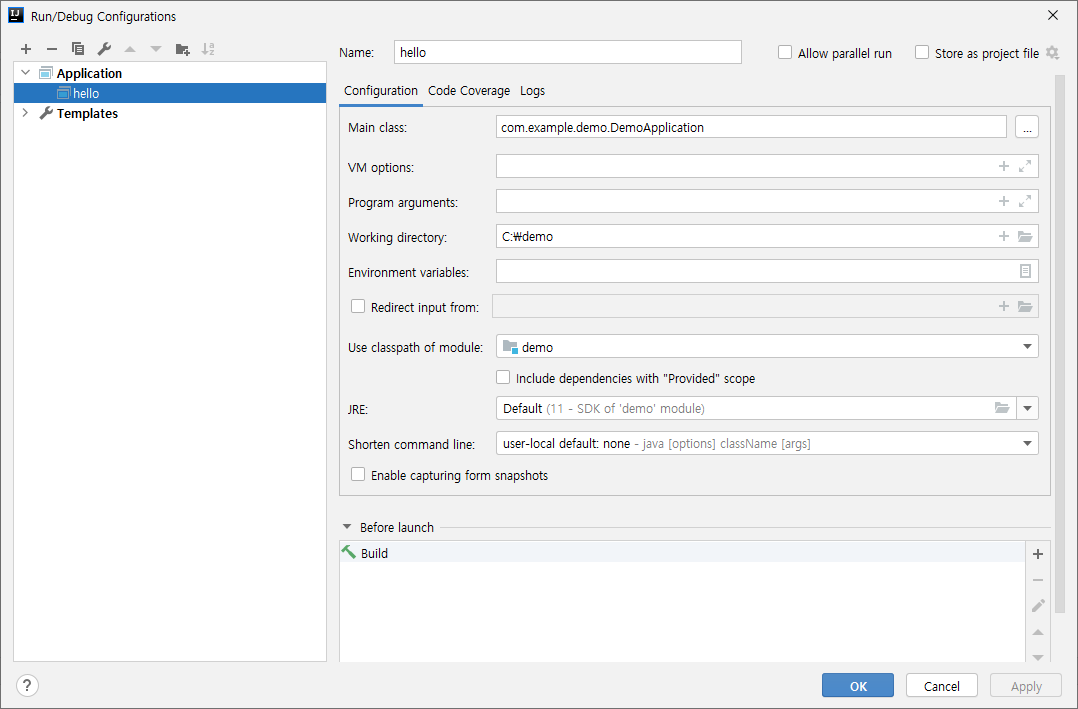 Run/Debug Configurations
Application
hello
Templates
Name: hello
Allow parallel run
Store as project file
Configuration Code Coverage Logs
Main class: com.example.demo.DemoApplication ...
VM options:
Program arguments:
Working directory: C:₩demo
Environment variables:
Redirect input from:
Use classpath of module: demo
Include dependencies with "Provided" scope
JRE: Default (11 - SDK of 'demo' module)
Shorten command line: user-local default: none - java [options] className [args]
Enable capturing form snapshots
Before launch
Build
? OK Cancel Apply